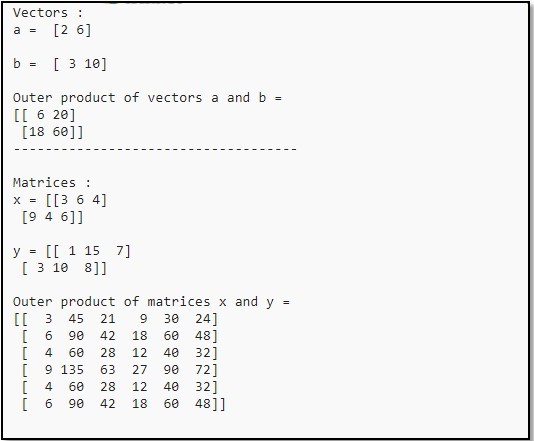 Vectors :
a =  [2 6]
b =  [ 3 10]
Outer product of vectors a and b =
[[ 6 20]
 [18 60]]
-----------------------------------
Matrices :
x = [[3 6 4]
 [9 4 6]]
y = [[ 1 15  7]
 [ 3 10  8]]
Outer product of matrices x and y =
[[  3  45  21   9  30  24]
 [  6  90  42  18  60  48]
 [  4  60  28  12  40  32]
 [  9 135  63  27  90  72]
 [  4  60  28  12  40  32]
 [  6  90  42  18  60  48]]